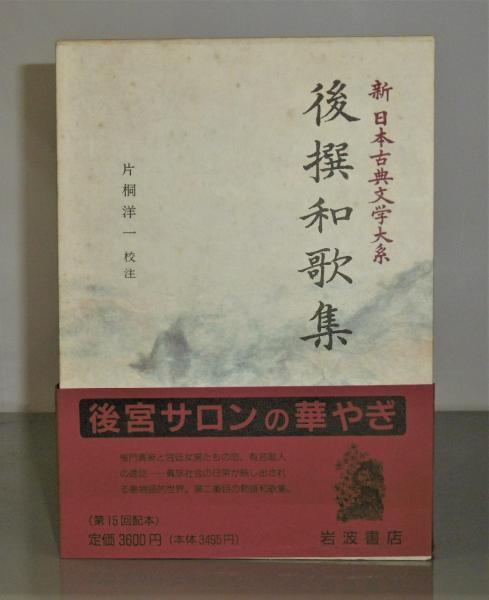 新 日本古典文学大系
後撰和歌集
片桐洋一 校注
後宮サロンの華やぎ
権門貴紳と宮廷女房たちの恋、有名歌人
の逸話……貴族社会の日常が映し出され
る歌物語的世界。第二番目の勅撰和歌集。
(第15回配本)
定価3600円(本体3495円)
岩波書店